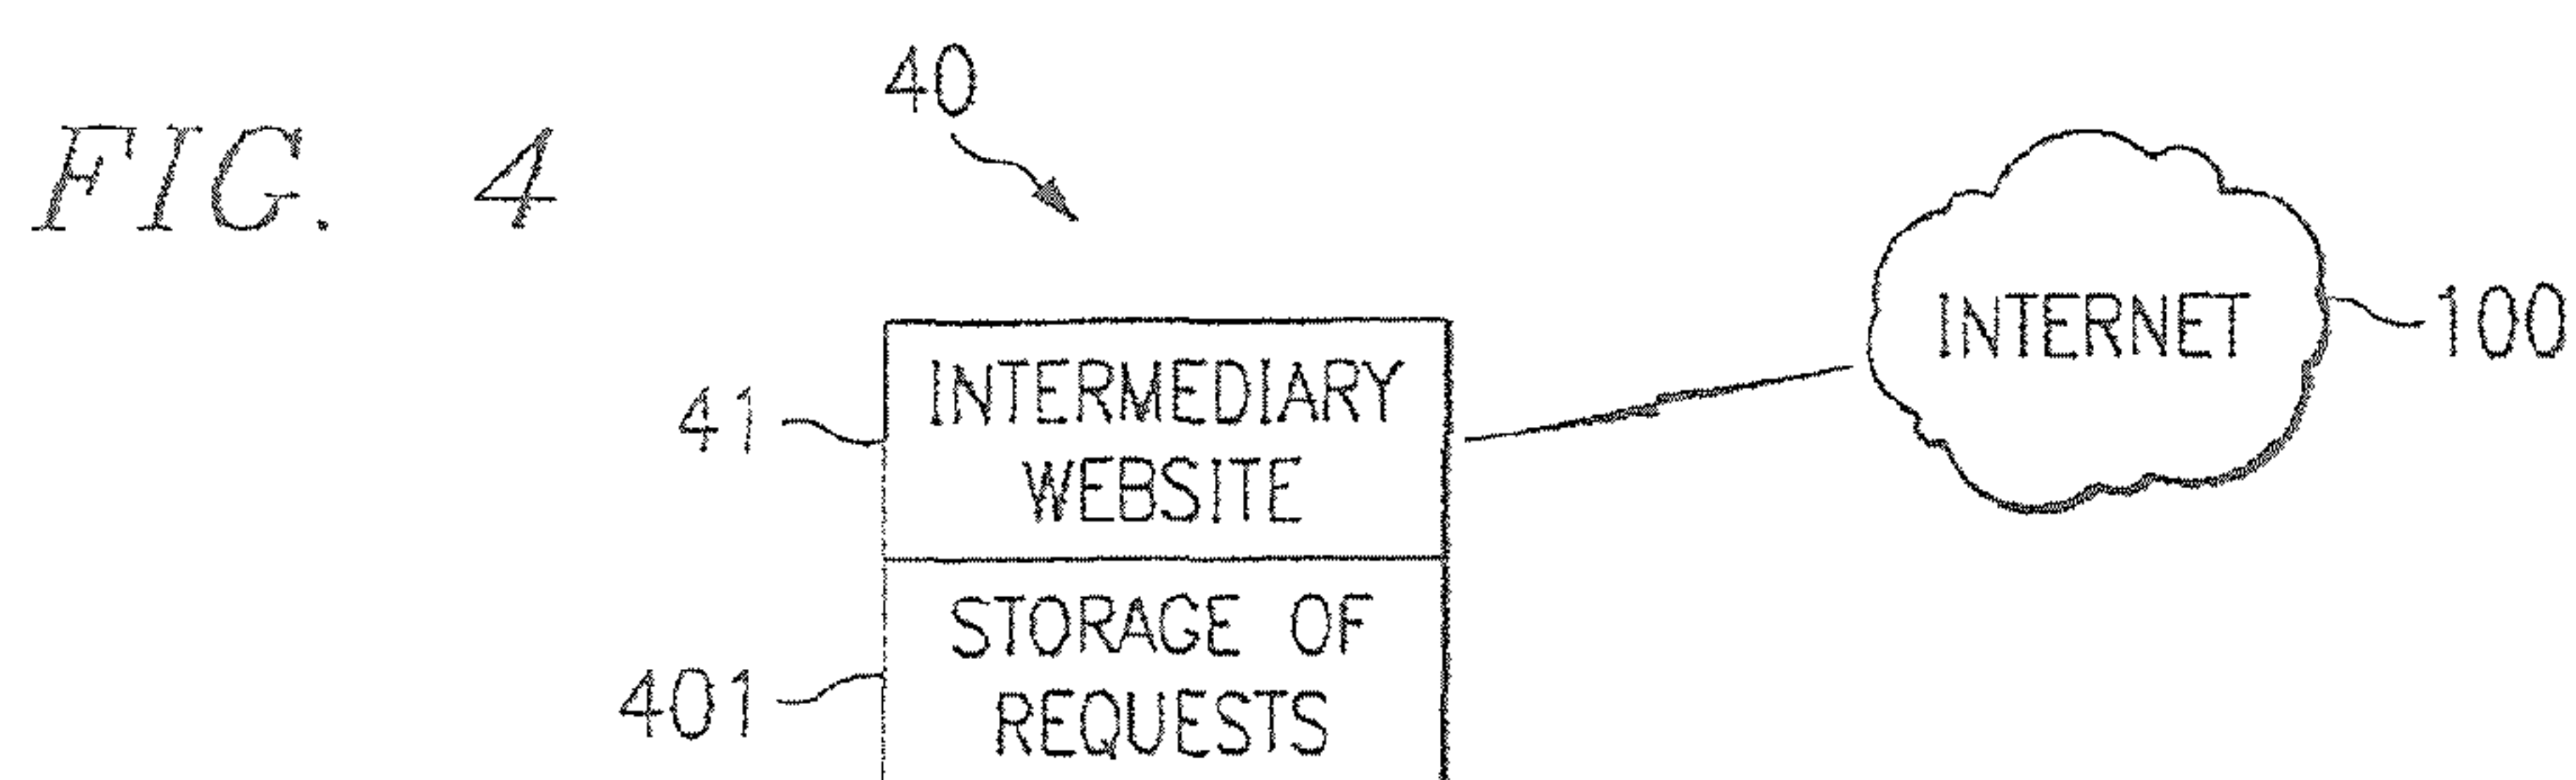 FIG. 4
40
INTERNET
100
41
INTERMEDIARY
WEBSITE
401
STORAGE OF
REQUESTS